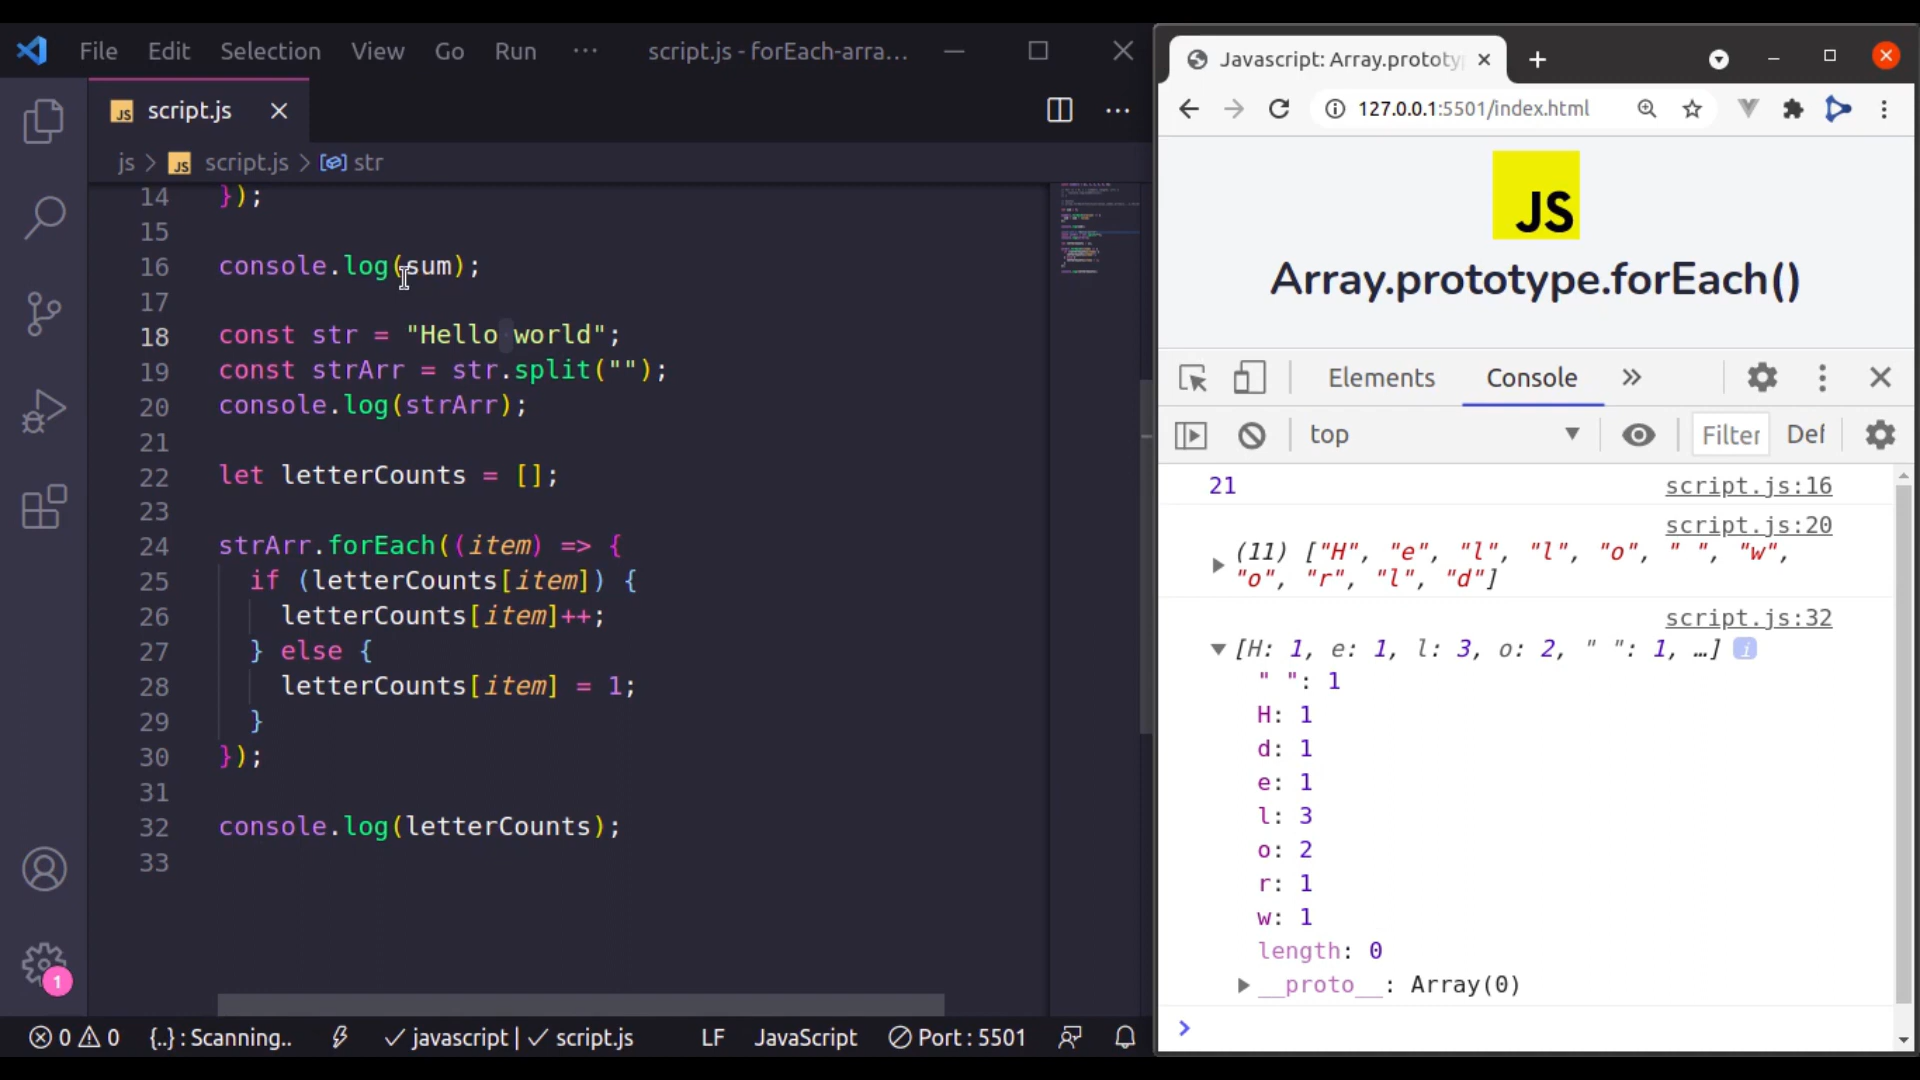 File Edit Selection View Go Run ··· script.js - forEach-arra...
JS script.js
js > JS script.js > str
14 });
15
16 console.log(sum);
17
18 const str = "Hello world";
19 const strArr = str.split("");
20 console.log(strArr);
21
22 let letterCounts = [];
23
24 strArr.forEach((item) => {
25 if (letterCounts[item]) {
26 letterCounts[item]++;
27 } else {
28 letterCounts[item] = 1;
29 }
30 });
31
32 console.log(letterCounts);
33
1
0 0 {..} : Scanning.. javascript | script.js LF JavaScript Port : 5501
Javascript: Array.prototyp
127.0.0.1:5501/index.html
JS
Array.prototype.forEach()
Elements Console »
top Filter Def
21 script.js:16
script.js:20
(11) ["H", "e", "l", "l", "o", " ", "w",
"o", "r", "l", "d"]
script.js:32
[H: 1, e: 1, l: 3, o: 2, " ": 1, …] i
" ": 1
H: 1
d: 1
e: 1
l: 3
o: 2
r: 1
w: 1
length: 0
__proto__: Array(0)